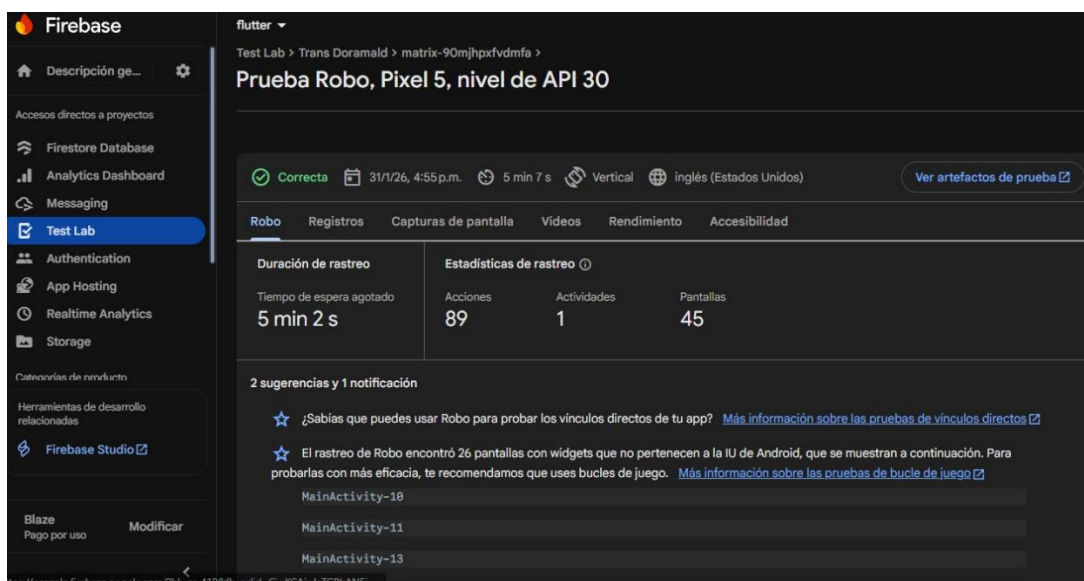 Firebase
flutter
Test Lab > Trans Doramald > matrix-90mjhpxfvdmfa >
Prueba Robo, Pixel 5, nivel de API 30
Descripción ge...
Accesos directos a proyectos
Firestore Database
Analytics Dashboard
Messaging
Test Lab
Authentication
App Hosting
Realtime Analytics
Storage
Categorías de producto
Herramientas de desarrollo
relacionadas
Firebase Studio
Blaze
Pago por uso
Modificar
Correcta 31/1/26, 4:55 p.m. 5 min 7 s Vertical inglés (Estados Unidos) Ver artefactos de prueba
Robo Registros Capturas de pantalla Videos Rendimiento Accesibilidad
Duración de rastreo Estadísticas de rastreo
Tiempo de espera agotado Acciones Actividades Pantallas
5 min 2 s 89 1 45
2 sugerencias y 1 notificación
¿Sabías que puedes usar Robo para probar los vínculos directos de tu app? Más información sobre las pruebas de vínculos directos
El rastreo de Robo encontró 26 pantallas con widgets que no pertenecen a la IU de Android, que se muestran a continuación. Para
probarlas con más eficacia, te recomendamos que uses bucles de juego. Más información sobre las pruebas de bucle de juego
MainActivity-10
MainActivity-11
MainActivity-13